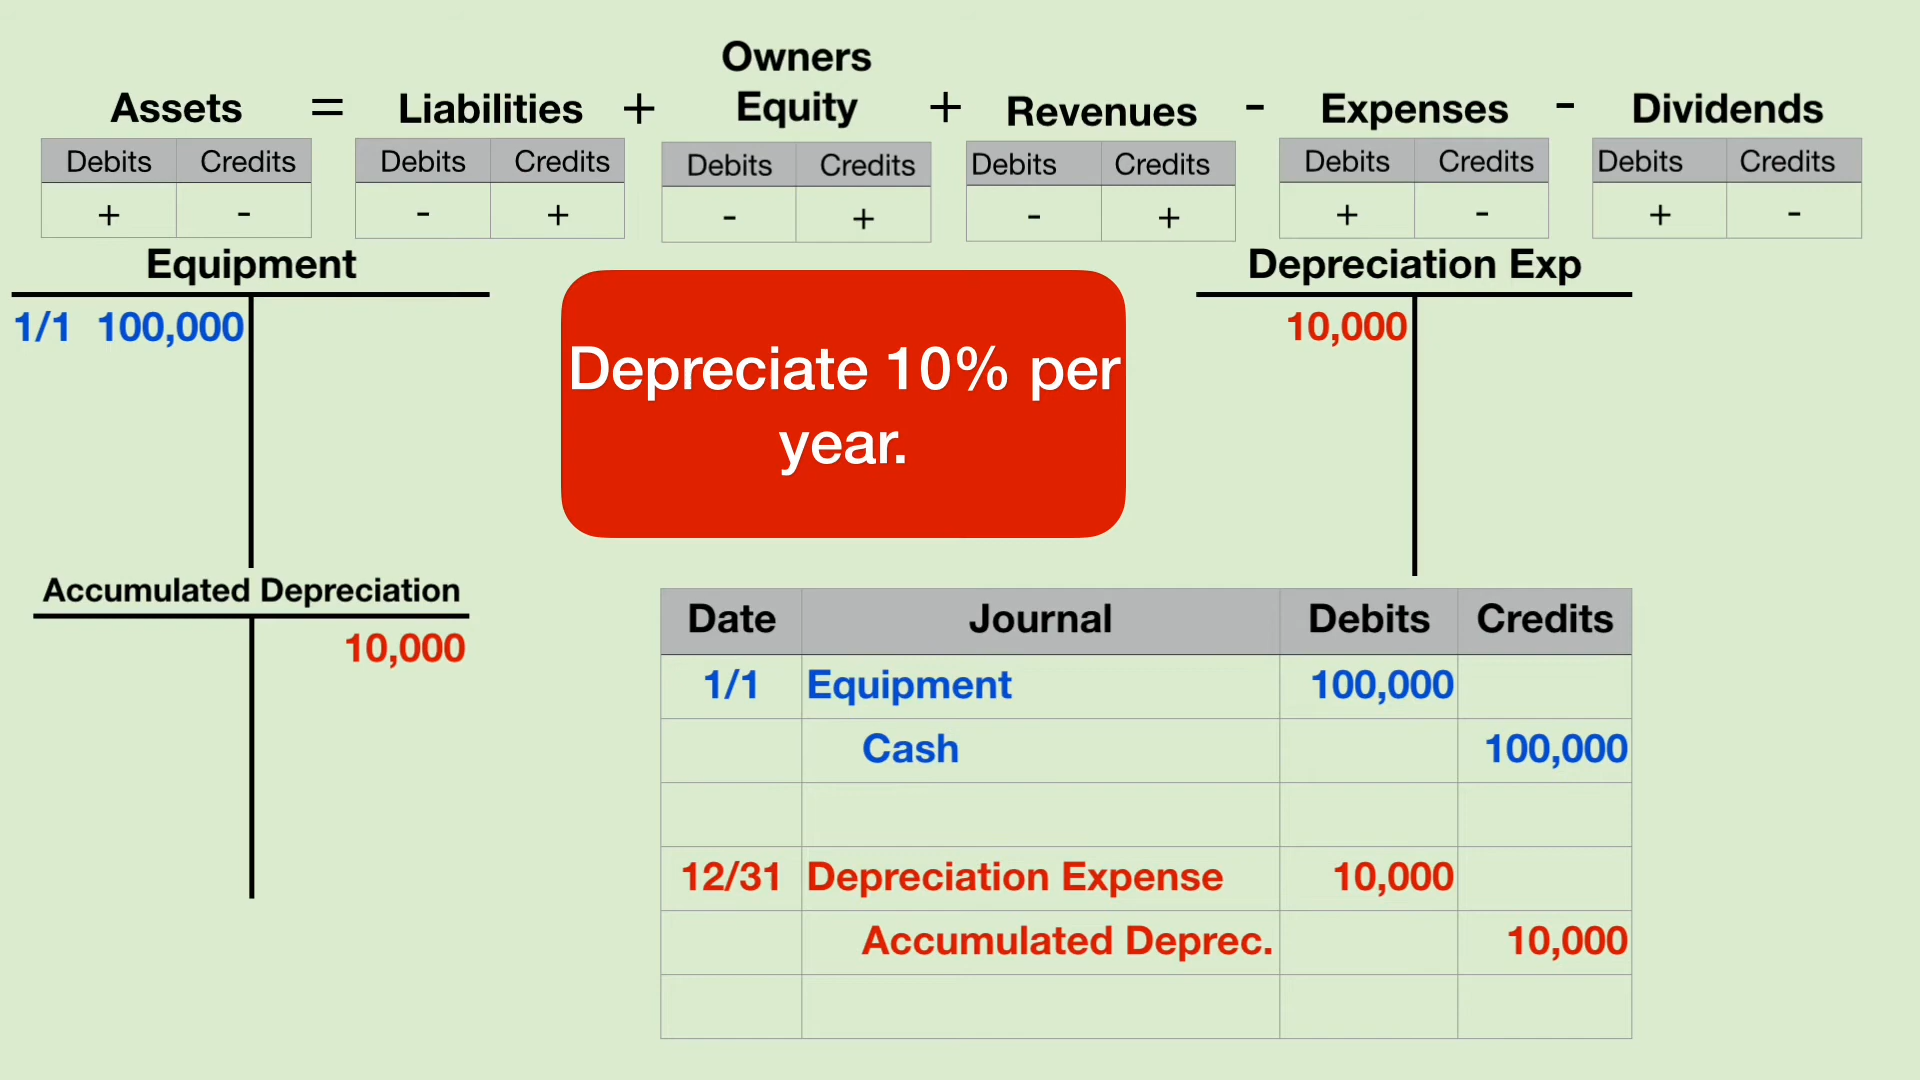 Assets = Liabilities + Owners Equity + Revenues - Expenses - Dividends
Debits Credits Debits Credits Debits Credits Debits Credits Debits Credits Debits Credits
+ - - + - + - + + - + -
Equipment
1/1 100,000
Depreciate 10% per
year.
Depreciation Exp
10,000
Accumulated Depreciation
10,000
Date Journal Debits Credits
1/1 Equipment 100,000
Cash 100,000
12/31 Depreciation Expense 10,000
Accumulated Deprec. 10,000